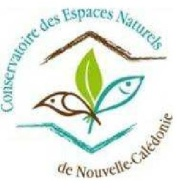 Conservatoire des Espaces Naturels
de Nouvelle-Calédonie